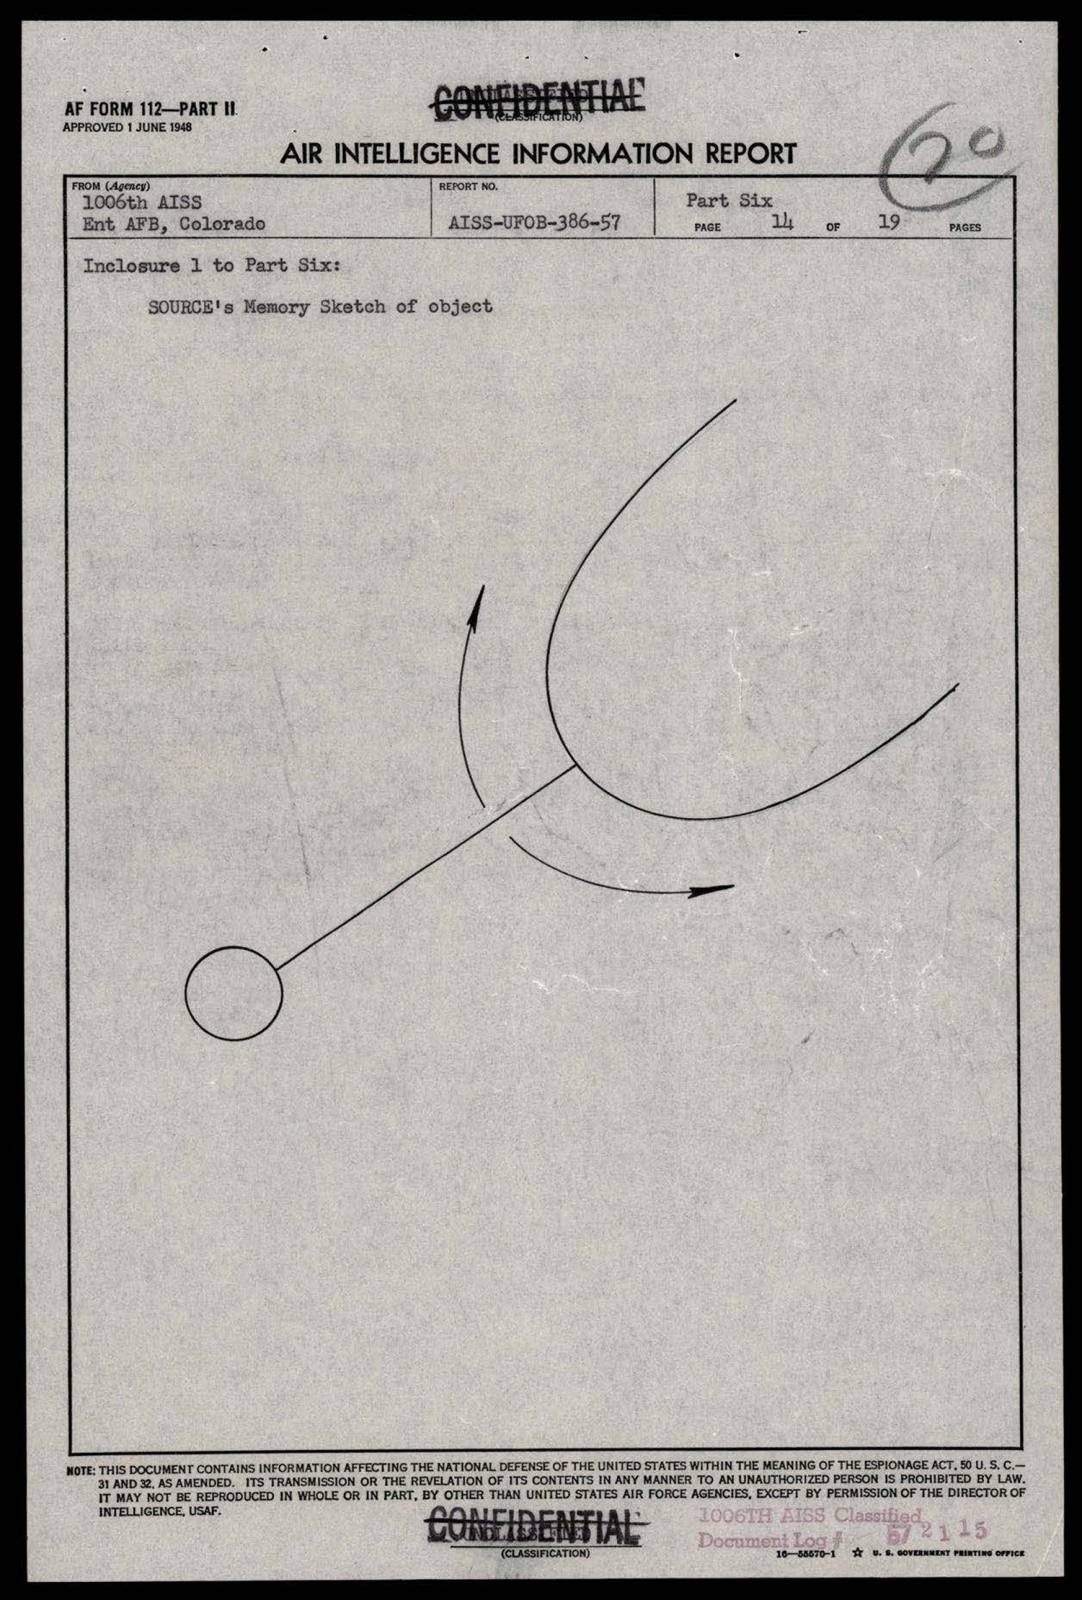 CONFIDENTIAL
(CLASSIFICATION)
AF FORM 112—PART II
APPROVED 1 JUNE 1948
AIR INTELLIGENCE INFORMATION REPORT
20
FROM (Agency)
1006th AISS
Ent AFB, Colorado
REPORT NO.
AISS-UFOB-386-57
Part Six
PAGE 14 OF 19 PAGES
Inclosure 1 to Part Six:
SOURCE's Memory Sketch of object
NOTE: THIS DOCUMENT CONTAINS INFORMATION AFFECTING THE NATIONAL DEFENSE OF THE UNITED STATES WITHIN THE MEANING OF THE ESPIONAGE ACT, 50 U. S. C.—
31 AND 32, AS AMENDED. ITS TRANSMISSION OR THE REVELATION OF ITS CONTENTS IN ANY MANNER TO AN UNAUTHORIZED PERSON IS PROHIBITED BY LAW.
IT MAY NOT BE REPRODUCED IN WHOLE OR IN PART, BY OTHER THAN UNITED STATES AIR FORCE AGENCIES, EXCEPT BY PERMISSION OF THE DIRECTOR OF
INTELLIGENCE, USAF.
CONFIDENTIAL
(CLASSIFICATION)
1006TH AISS Classified
Document Log # 57 2115
16—55570-1 ☆ U. S. GOVERNMENT PRINTING OFFICE